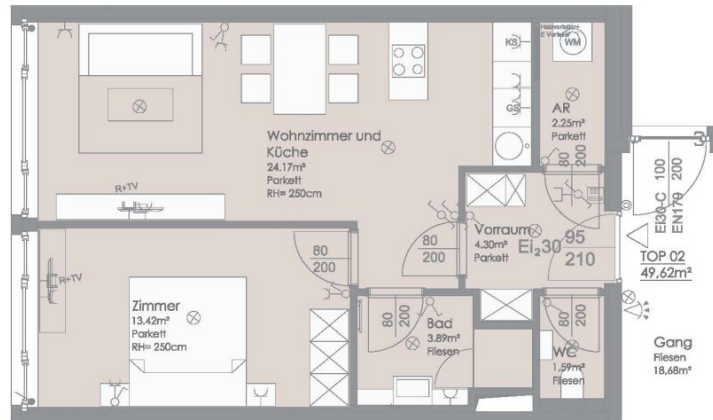 Heizverteiler
E Verteiler
WM
KS
GS
AR
2.25m²
Parkett
80
200
Wohnzimmer und
Küche
24.17m²
Parkett
RH= 250cm
R+TV
EI30-C 100
EN179 200
Vorraum
4.30m²
Parkett
Ei₂30 95
210
TOP 02
49,62m²
80
200
80
200
R+TV
Zimmer
13.42m²
Parkett
RH= 250cm
80 200
Bad
3.89m²
Fliesen
80 200
WC
1.59m²
Fliesen
Gang
Fliesen
18,68m²